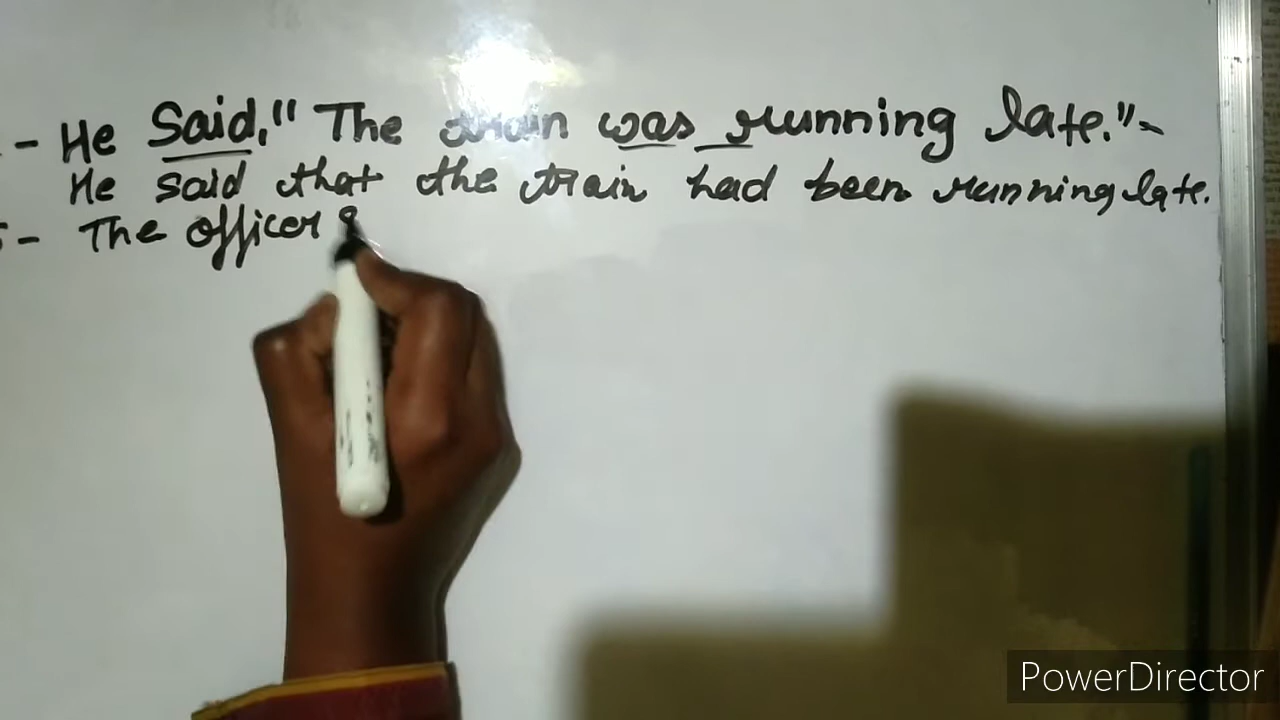 - He Said," The train was running late."
He said that the train had been running late.
5- The officer
PowerDirector